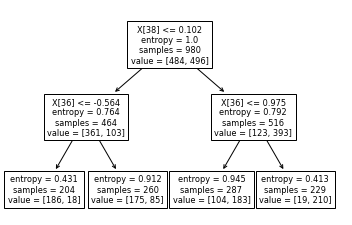 X[38] <= 0.102
entropy = 1.0
samples = 980
value = [484, 496]
X[36] <= -0.564
entropy = 0.764
samples = 464
value = [361, 103]
X[36] <= 0.975
entropy = 0.792
samples = 516
value = [123, 393]
entropy = 0.431
samples = 204
value = [186, 18]
entropy = 0.912
samples = 260
value = [175, 85]
entropy = 0.945
samples = 287
value = [104, 183]
entropy = 0.413
samples = 229
value = [19, 210]